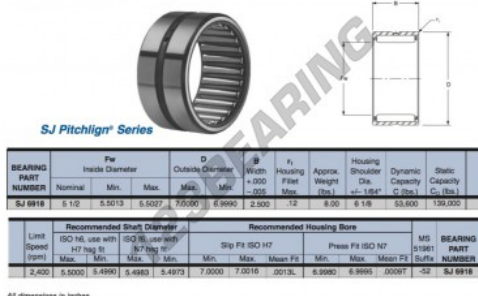 B
r₁
Fw
D
SJ Pitchlign® Series
BEARING PART NUMBER
Fw Inside Diameter
D Outside Diameter
B Width +.000 -.005
r₁ Housing Fillet Max.
Approx. Weight (lbs.)
Housing Shoulder Dia. +/- 1/64"
Dynamic Capacity C (lbs.)
Static Capacity C₀ (lbs.)
Nominal Min. Max. Max. Min.
SJ 6918 5 1/2 5.5013 5.5027 7.0000 6.9990 2.500 .12 8.00 6 1/8 53,600 139,000
Limit Speed (rpm)
Recommended Shaft Diameter
Recommended Housing Bore
MS 51961 Suffix
BEARING PART NUMBER
ISO h6, use with H7 hsg fit
ISO f6, use with N7 hsg fit
Slip Fit ISO H7
Press Fit ISO N7
Max. Min. Max. Min. Min. Max. Mean Fit Min. Max. Mean Fit
2,400 5.5000 5.4990 5.4983 5.4973 7.0000 7.0016 .0013L 6.9980 6.9995 .0009T -52 SJ 6918
All dimensions in inches
123BEARING